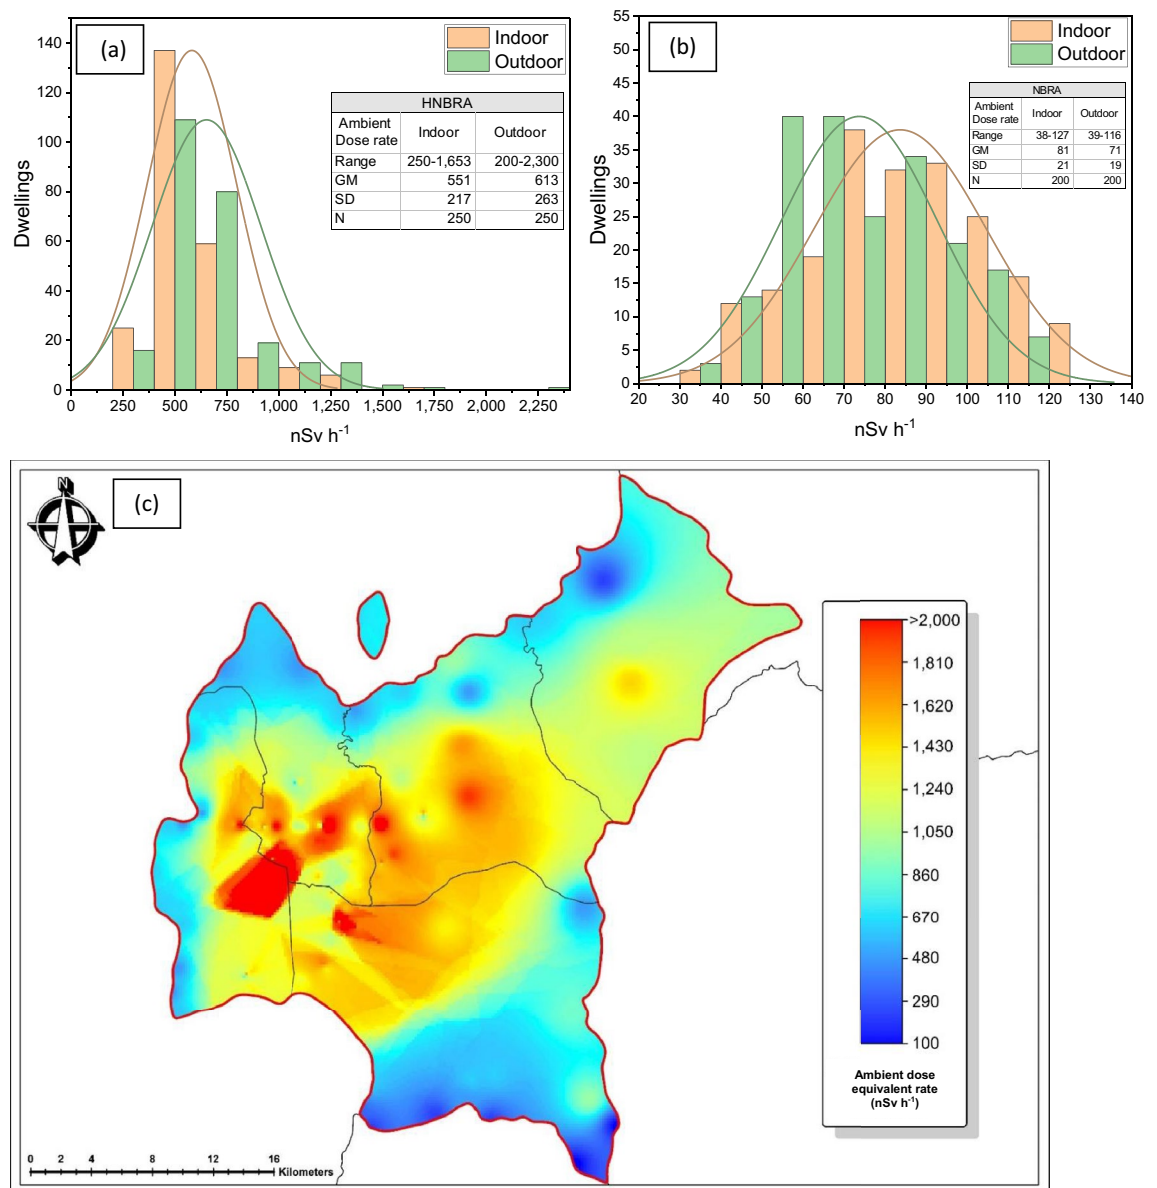 (a)
Indoor
Outdoor
HNBRA
Ambient Dose rate Indoor Outdoor
Range 250-1,653 200-2,300
GM 551 613
SD 217 263
N 250 250
140
120
100
80
60
40
20
0
Dwellings
0 250 500 750 1,000 1,250 1,500 1,750 2,000 2,250
nSv h-1
(b)
Indoor
Outdoor
NBRA
Ambient Dose rate Indoor Outdoor
Range 38-127 39-116
GM 81 71
SD 21 19
N 200 200
55
50
45
40
35
30
25
20
15
10
5
0
Dwellings
20 30 40 50 60 70 80 90 100 110 120 130 140
nSv h-1
N
(c)
>2,000
1,810
1,620
1,430
1,240
1,050
860
670
480
290
100
Ambient dose
equivalent rate
(nSv h-1)
0 2 4 8 12 16
Kilometers